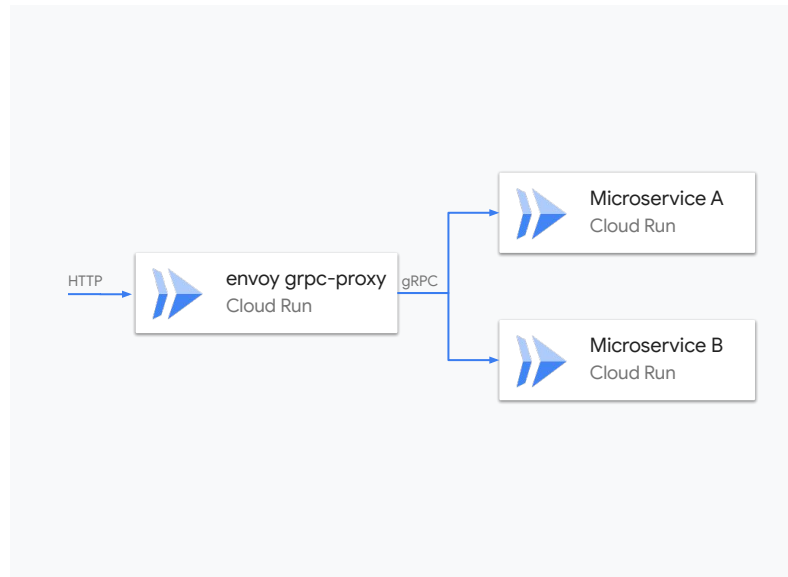 HTTP
envoy grpc-proxy
Cloud Run
gRPC
Microservice A
Cloud Run
Microservice B
Cloud Run